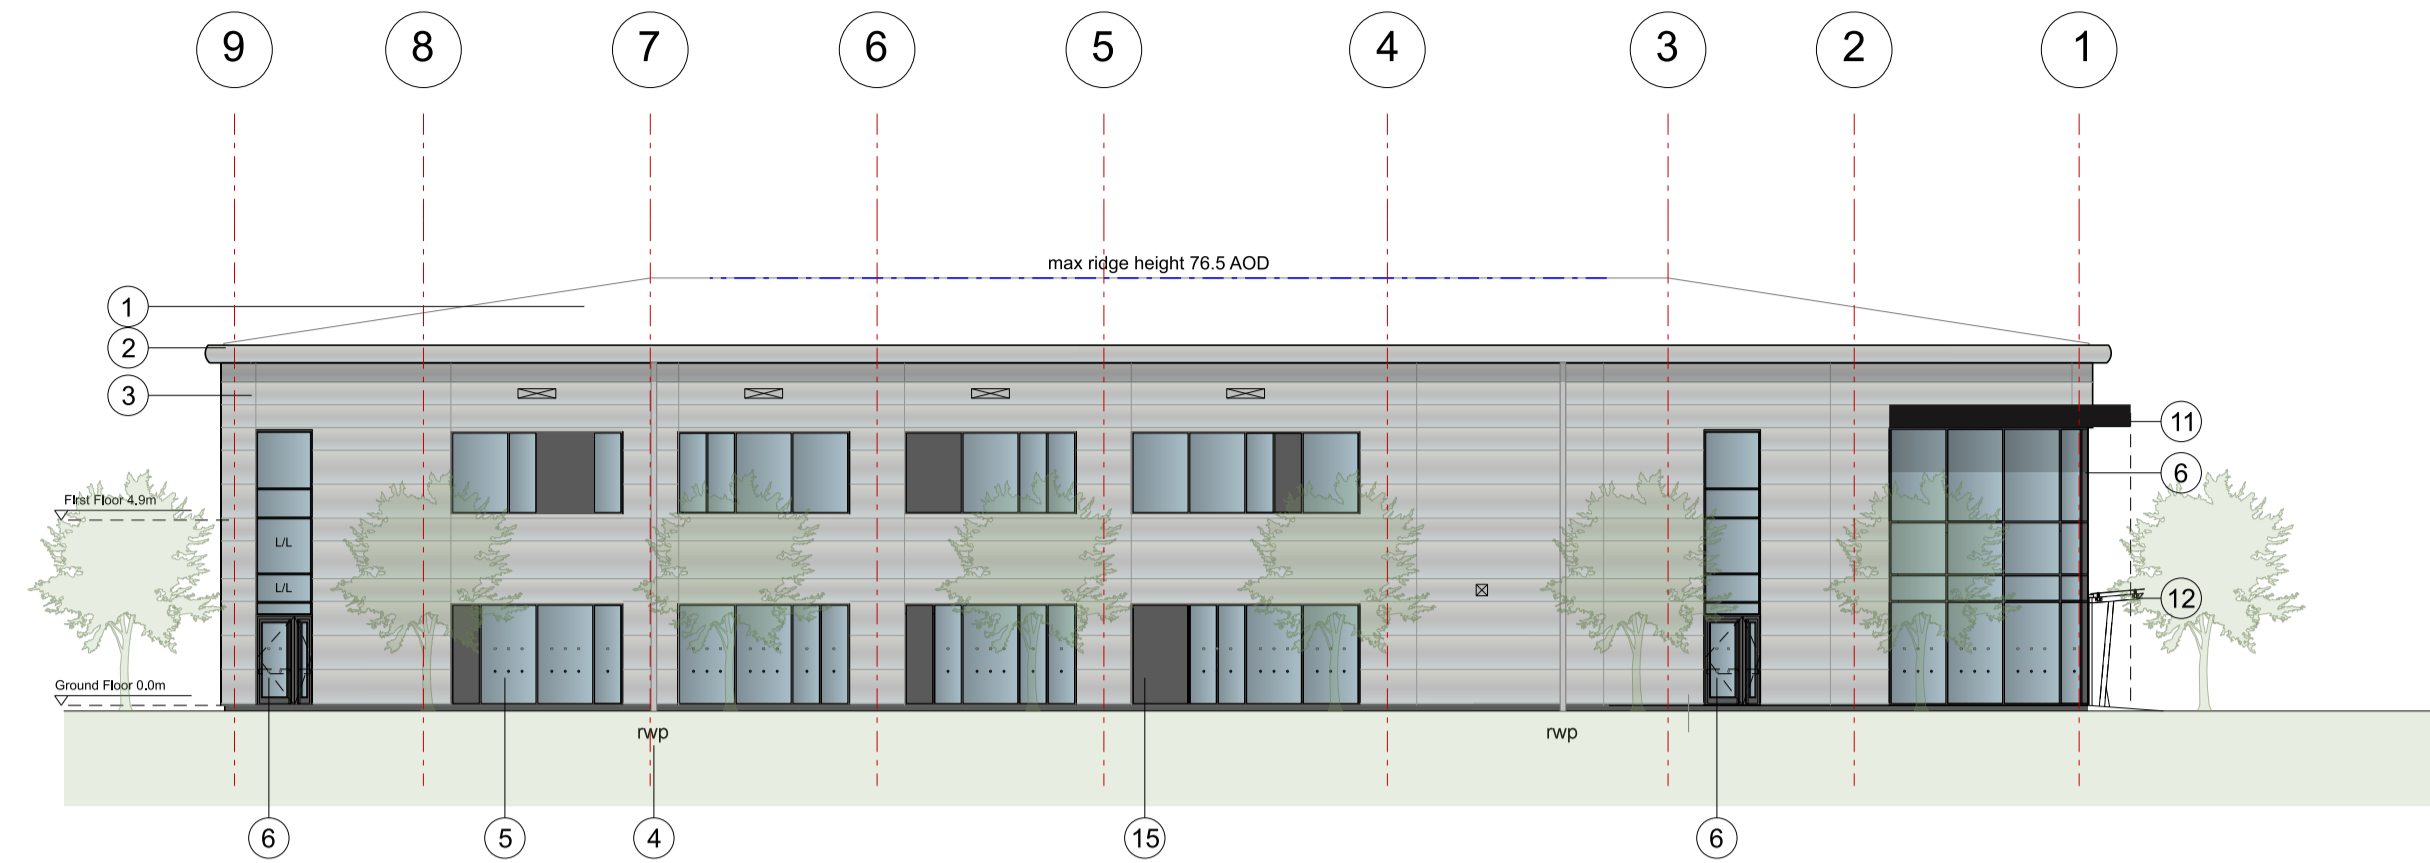 9 8 7 6 5 4 3 2 1
max ridge height 76.5 AOD
1
2
3
11
6
First Floor 4.9m
L/L
L/L
12
Ground Floor 0.0m
rwp rwp
6 5 4 15 6